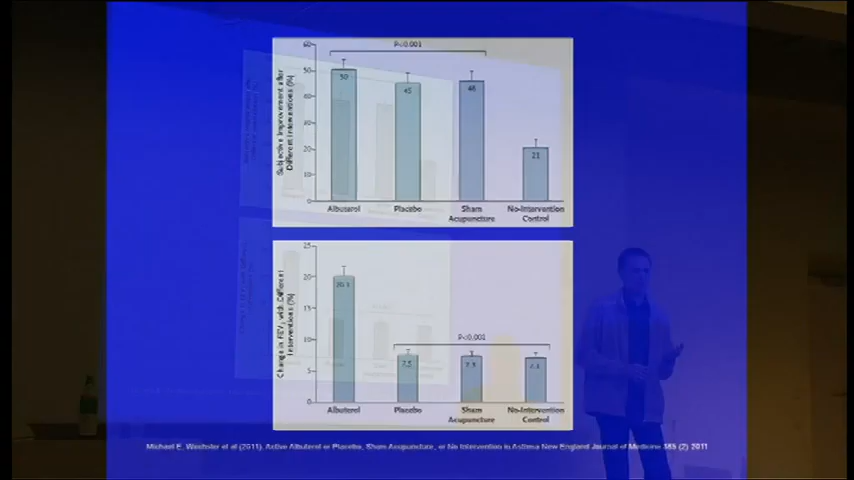 60
P<0.001
50
50
45
46
40
30
20
21
10
0
Subjective Improvement after
Different Interventions (%)
Albuterol
Placebo
Sham
Acupuncture
No-Intervention
Control
25
20
20.1
15
P<0.001
10
7.5
7.3
7.1
5
0
Change in FEV₁ with Different
Interventions (%)
Albuterol
Placebo
Sham
Acupuncture
No-Intervention
Control
Michael E. Wechsler et al (2011). Active Albuterol or Placebo, Sham Acupuncture, or No Intervention in Asthma New England Journal of Medicine 365 (2) 2011